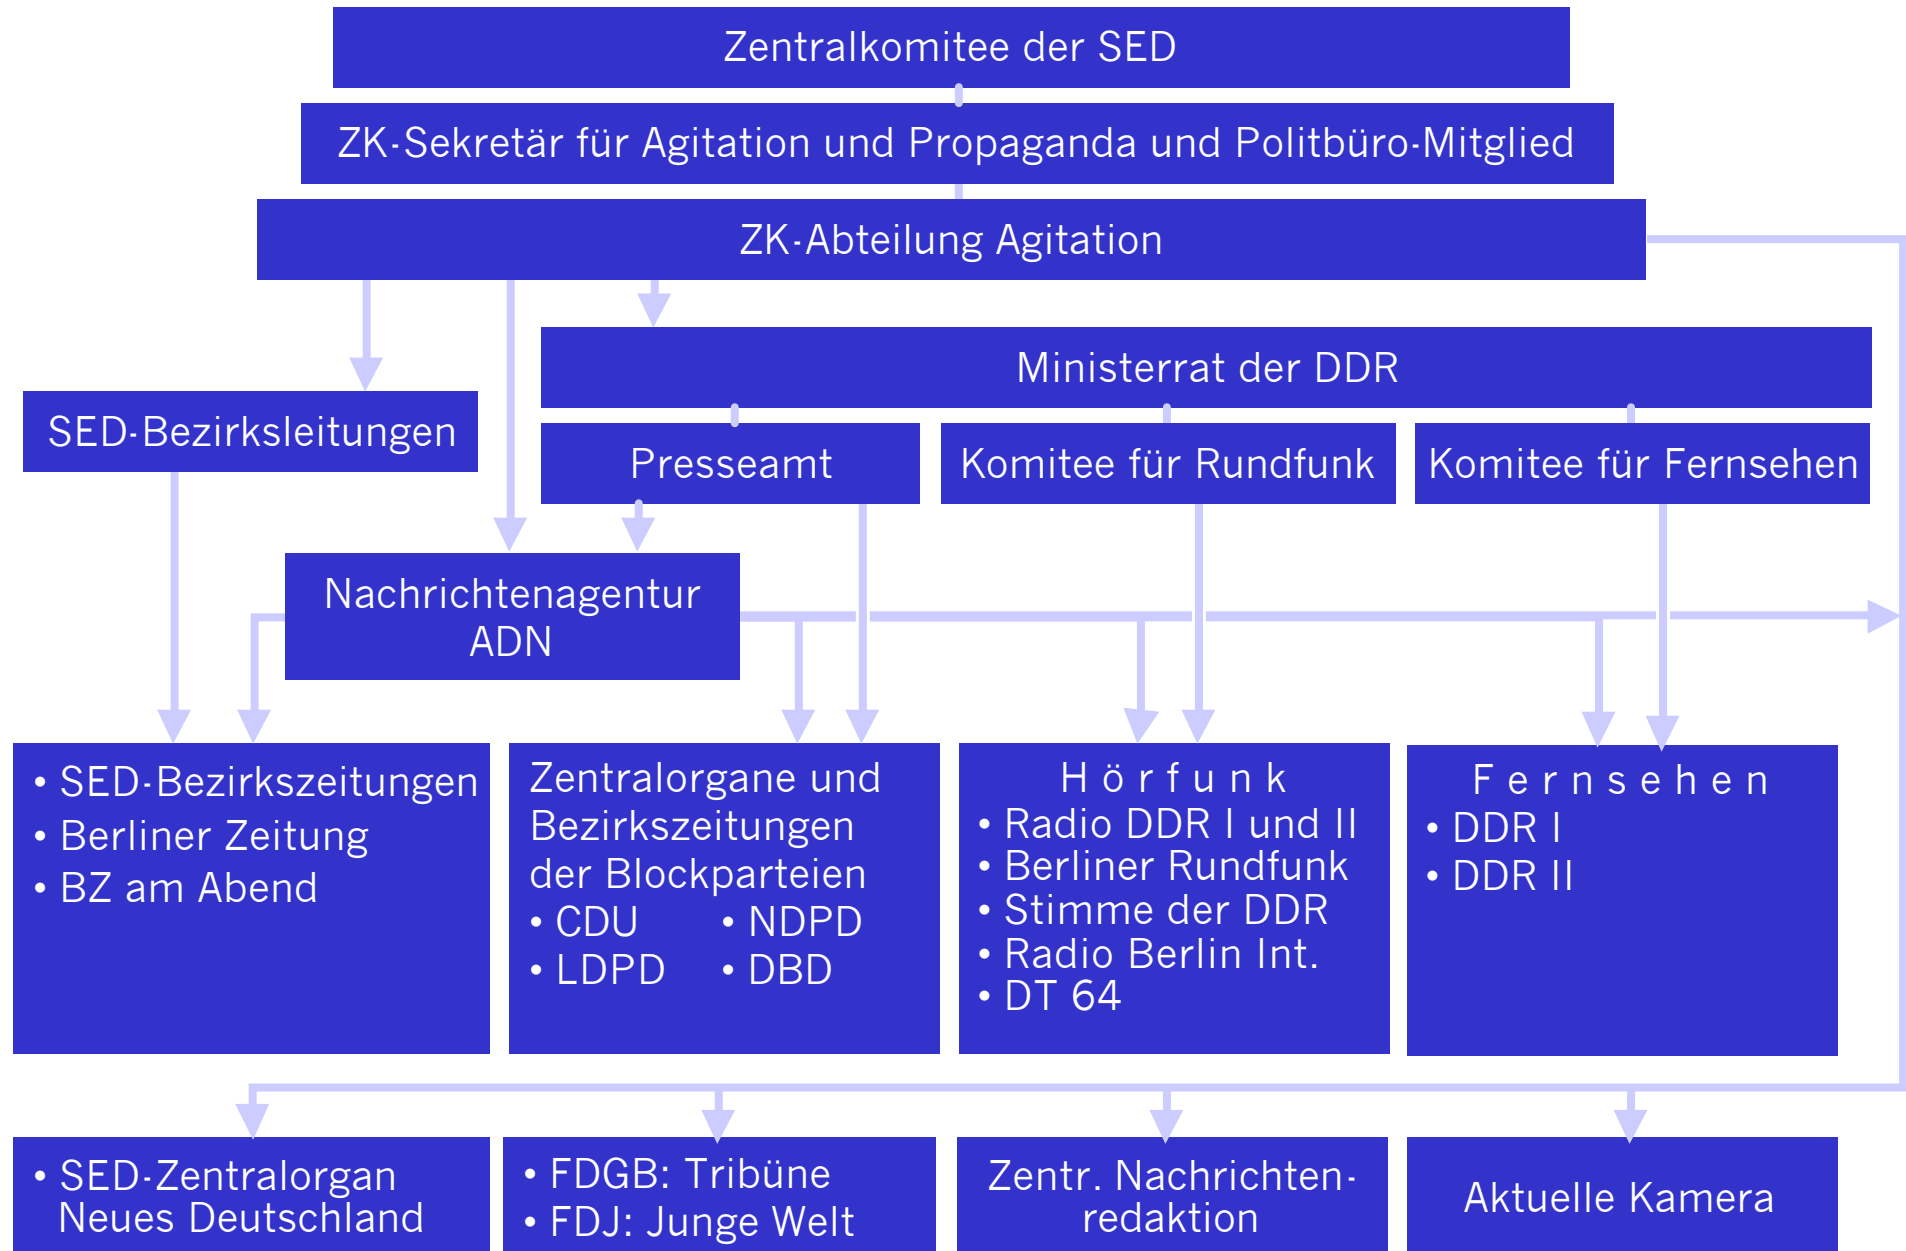 Zentralkomitee der SED
ZK-Sekretär für Agitation und Propaganda und Politbüro-Mitglied
ZK-Abteilung Agitation
Ministerrat der DDR
SED-Bezirksleitungen
Presseamt
Komitee für Rundfunk
Komitee für Fernsehen
Nachrichtenagentur
ADN
• SED-Bezirkszeitungen
• Berliner Zeitung
• BZ am Abend
Zentralorgane und
Bezirkszeitungen
der Blockparteien
• CDU • NDPD
• LDPD • DBD
Hörfunk
• Radio DDR I und II
• Berliner Rundfunk
• Stimme der DDR
• Radio Berlin Int.
• DT 64
Fernsehen
• DDR I
• DDR II
• SED-Zentralorgan
Neues Deutschland
• FDGB: Tribüne
• FDJ: Junge Welt
Zentr. Nachrichten-
redaktion
Aktuelle Kamera